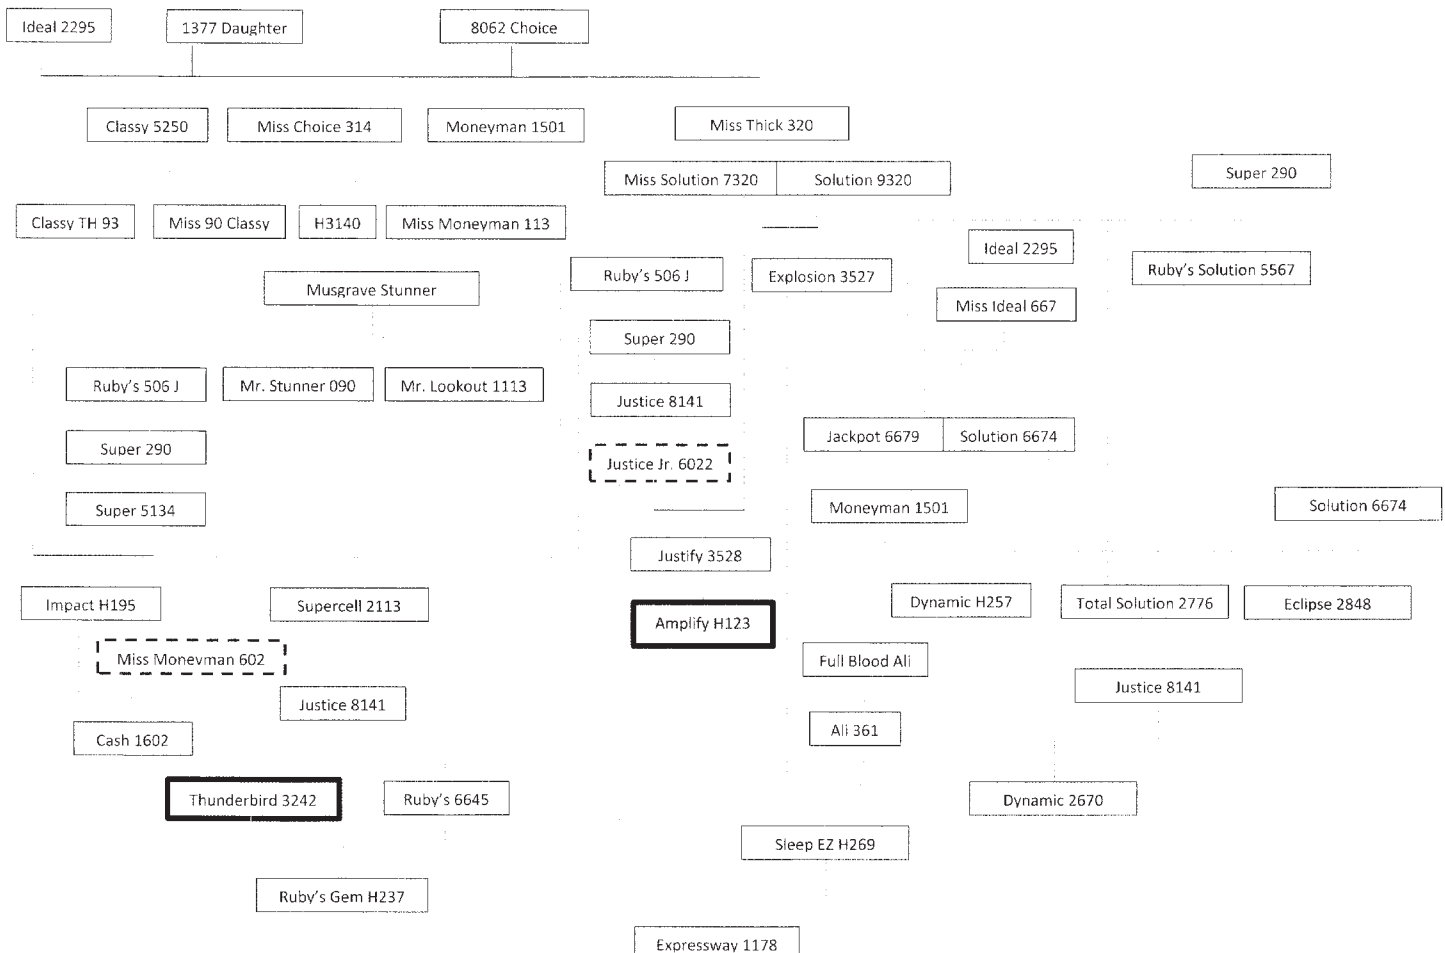 Ideal 2295
1377 Daughter
8062 Choice
Classy 5250
Miss Choice 314
Moneyman 1501
Miss Thick 320
Miss Solution 7320
Solution 9320
Super 290
Classy TH 93
Miss 90 Classy
H3140
Miss Moneyman 113
Ideal 2295
Ruby's 506 J
Explosion 3527
Ruby's Solution 5567
Musgrave Stunner
Miss Ideal 667
Super 290
Ruby's 506 J
Mr. Stunner 090
Mr. Lookout 1113
Justice 8141
Jackpot 6679
Solution 6674
Super 290
Justice Jr. 6022
Super 5134
Moneyman 1501
Solution 6674
Justify 3528
Impact H195
Supercell 2113
Dynamic H257
Total Solution 2776
Eclipse 2848
Amplify H123
Miss Moneyman 602
Full Blood Ali
Justice 8141
Justice 8141
Cash 1602
Ali 361
Thunderbird 3242
Ruby's 6645
Dynamic 2670
Sleep EZ H269
Ruby's Gem H237
Expressway 1178